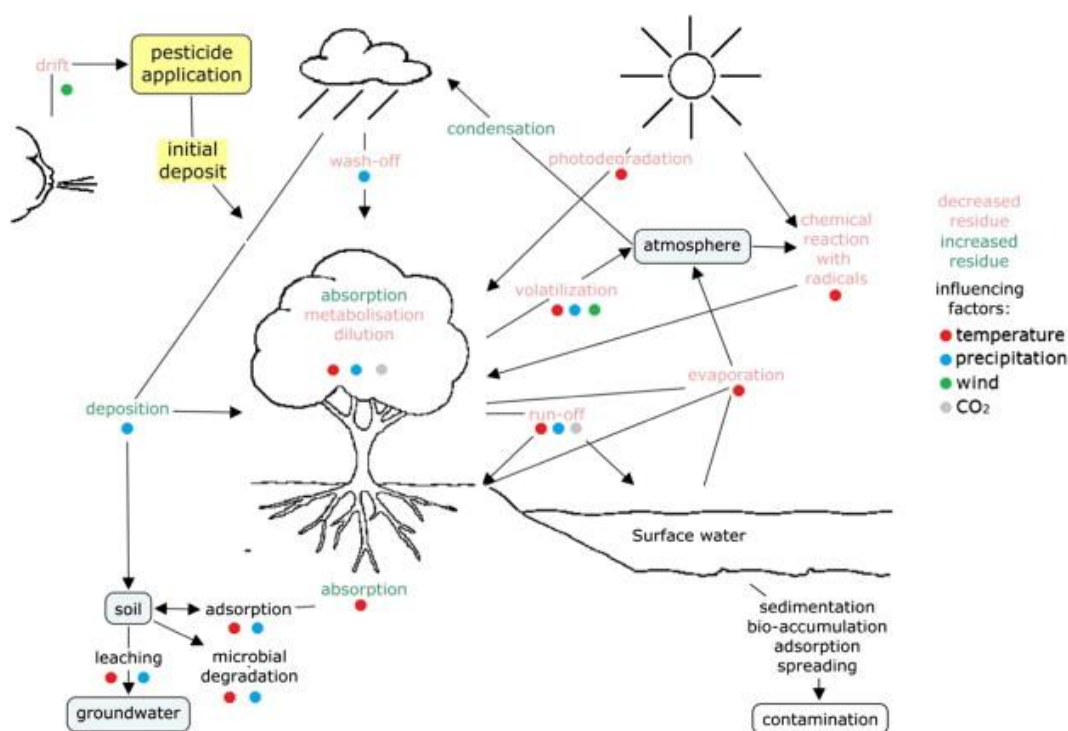 drift
pesticide
application
initial
deposit
wash-off
condensation
photodegradation
atmosphere
chemical
reaction
with
radicals
decreased
residue
increased
residue
influencing
factors:
temperature
precipitation
wind
CO₂
absorption
metabolisation
dilution
volatilization
evaporation
deposition
run-off
Surface water
absorption
soil
adsorption
leaching
microbial
degradation
groundwater
sedimentation
bio-accumulation
adsorption
spreading
contamination